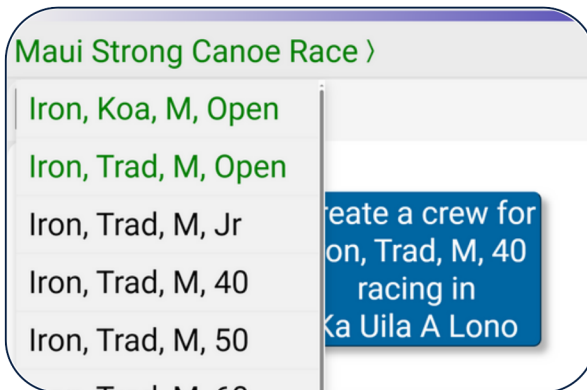 Maui Strong Canoe Race 〉
Iron, Koa, M, Open
Iron, Trad, M, Open
Iron, Trad, M, Jr
Iron, Trad, M, 40
Iron, Trad, M, 50
reate a crew for
on, Trad, M, 40
racing in
Ka Uila A Lono